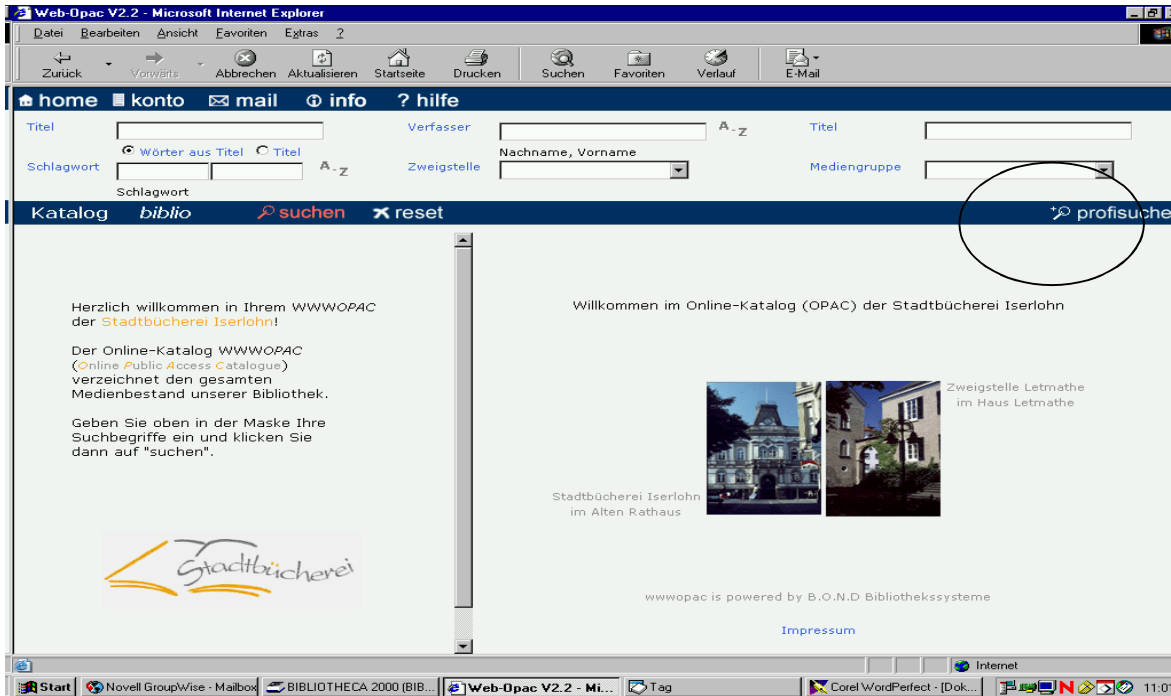 Web-Opac V2.2 - Microsoft Internet Explorer
Datei Bearbeiten Ansicht Favoriten Extras ?
Zurück Vorwärts Abbrechen Aktualisieren Startseite Drucken Suchen Favoriten Verlauf E-Mail
home konto mail info ? hilfe
Titel Verfasser A-Z Titel
Wörter aus Titel Titel Nachname, Vorname
Schlagwort A-Z Zweigstelle Mediengruppe
Schlagwort
Katalog biblio suchen reset profisuche
Herzlich willkommen in Ihrem WWWOPAC
der Stadtbücherei Iserlohn!
Der Online-Katalog WWWOPAC
(Online Public Access Catalogue)
verzeichnet den gesamten
Medienbestand unserer Bibliothek.
Geben Sie oben in der Maske Ihre
Suchbegriffe ein und klicken Sie
dann auf "suchen".
Stadtbücherei
Willkommen im Online-Katalog (OPAC) der Stadtbücherei Iserlohn
Zweigstelle Letmathe
im Haus Letmathe
Stadtbücherei Iserlohn
im Alten Rathaus
wwwopac is powered by B.O.N.D Bibliothekssysteme
Impressum
Internet
Start Novell GroupWise - Mailbox BIBLIOTHECA 2000 (BIB... Web-Opac V2.2 - Mi... Tag Corel WordPerfect - [Dok... N